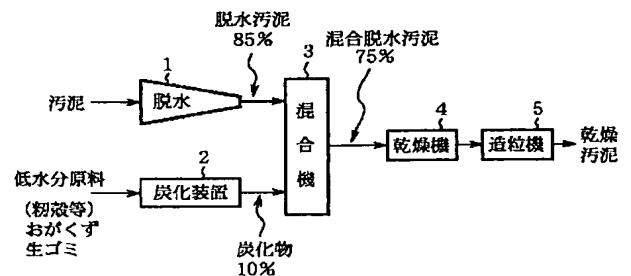 脱水汚泥
85%
1
汚泥
脱水
3
混合機
混合脱水汚泥
75%
4
乾燥機
5
造粒機
乾燥
汚泥
低水分原料
(籾殻等)
おがくず
生ゴミ
2
炭化装置
炭化物
10%